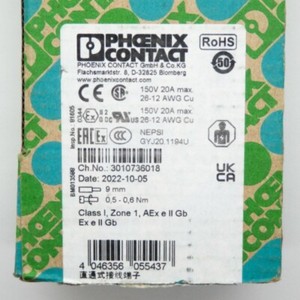 PHOENIX
CONTACT
RoHS
PHOENIX CONTACT GmbH & Co.KG
Flachsmarktstr. 8, D-32825 Blomberg
www.phoenixcontact.com
50
150V 20A max.
26-12 AWG Cu
150V 20A max.
26-12 AWG Cu
NEPSI
GYJ20.1194U
Ch.No.: 3010736018
Date: 2022-10-05
9 mm
0,5 - 0,6 Nm
Class I, Zone 1, AEx e II Gb
Ex e II Gb
UK
CA
4 046356 055437
直通式接线端子